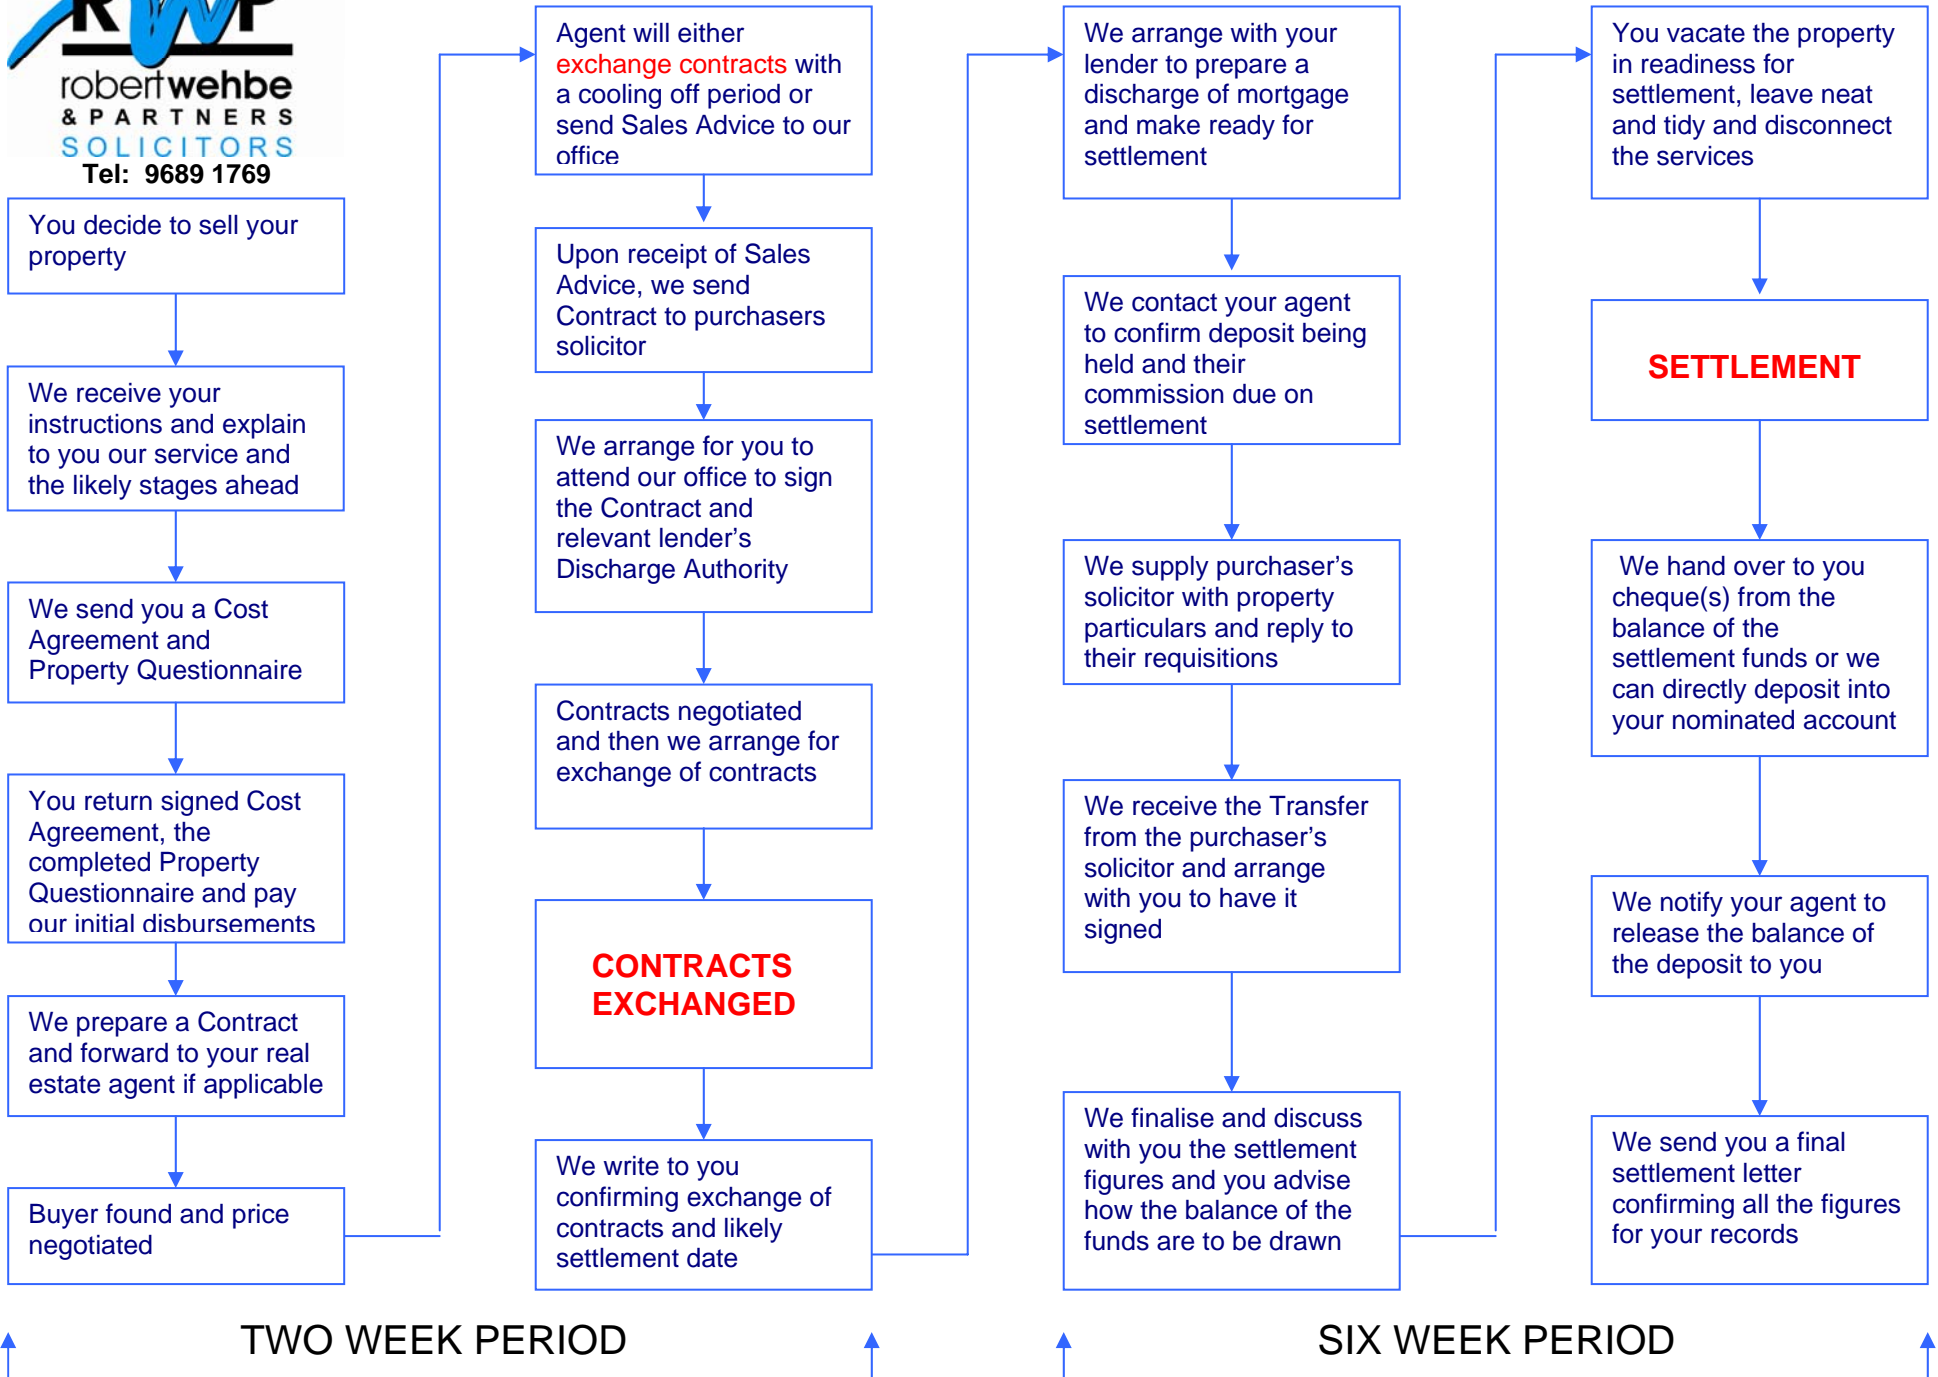 RWP
robertwehbe
& PARTNERS
SOLICITORS
Tel: 9689 1769
You decide to sell your
property
We receive your
instructions and explain
to you our service and
the likely stages ahead
We send you a Cost
Agreement and
Property Questionnaire
You return signed Cost
Agreement, the
completed Property
Questionnaire and pay
our initial disbursements
We prepare a Contract
and forward to your real
estate agent if applicable
Buyer found and price
negotiated
Agent will either
exchange contracts with
a cooling off period or
send Sales Advice to our
office
Upon receipt of Sales
Advice, we send
Contract to purchasers
solicitor
We arrange for you to
attend our office to sign
the Contract and
relevant lender’s
Discharge Authority
Contracts negotiated
and then we arrange for
exchange of contracts
CONTRACTS
EXCHANGED
We write to you
confirming exchange of
contracts and likely
settlement date
We arrange with your
lender to prepare a
discharge of mortgage
and make ready for
settlement
We contact your agent
to confirm deposit being
held and their
commission due on
settlement
We supply purchaser’s
solicitor with property
particulars and reply to
their requisitions
We receive the Transfer
from the purchaser’s
solicitor and arrange
with you to have it
signed
We finalise and discuss
with you the settlement
figures and you advise
how the balance of the
funds are to be drawn
You vacate the property
in readiness for
settlement, leave neat
and tidy and disconnect
the services
SETTLEMENT
We hand over to you
cheque(s) from the
balance of the
settlement funds or we
can directly deposit into
your nominated account
We notify your agent to
release the balance of
the deposit to you
We send you a final
settlement letter
confirming all the figures
for your records
TWO WEEK PERIOD
SIX WEEK PERIOD